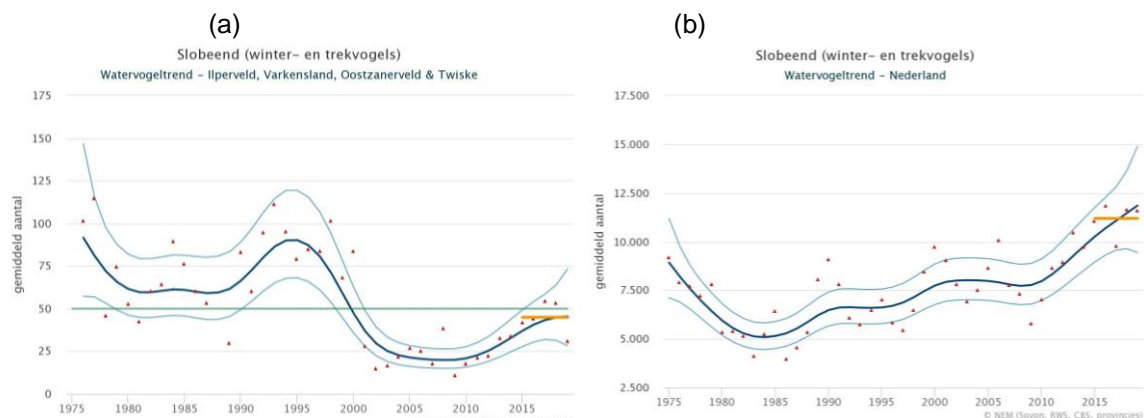 (a)
Slobeend (winter- en trekvogels)
Watervogeltrend - Ilperveld, Varkensland, Oostzanerveld & Twiske
gemiddeld aantal
175
150
125
100
75
50
25
0
1975 1980 1985 1990 1995 2000 2005 2010 2015
(b)
Slobeend (winter- en trekvogels)
Watervogeltrend - Nederland
gemiddeld aantal
17.500
15.000
12.500
10.000
7.500
5.000
2.500
1975 1980 1985 1990 1995 2000 2005 2010 2015
© NEM (Sovon, RWS, CBS, provincies)